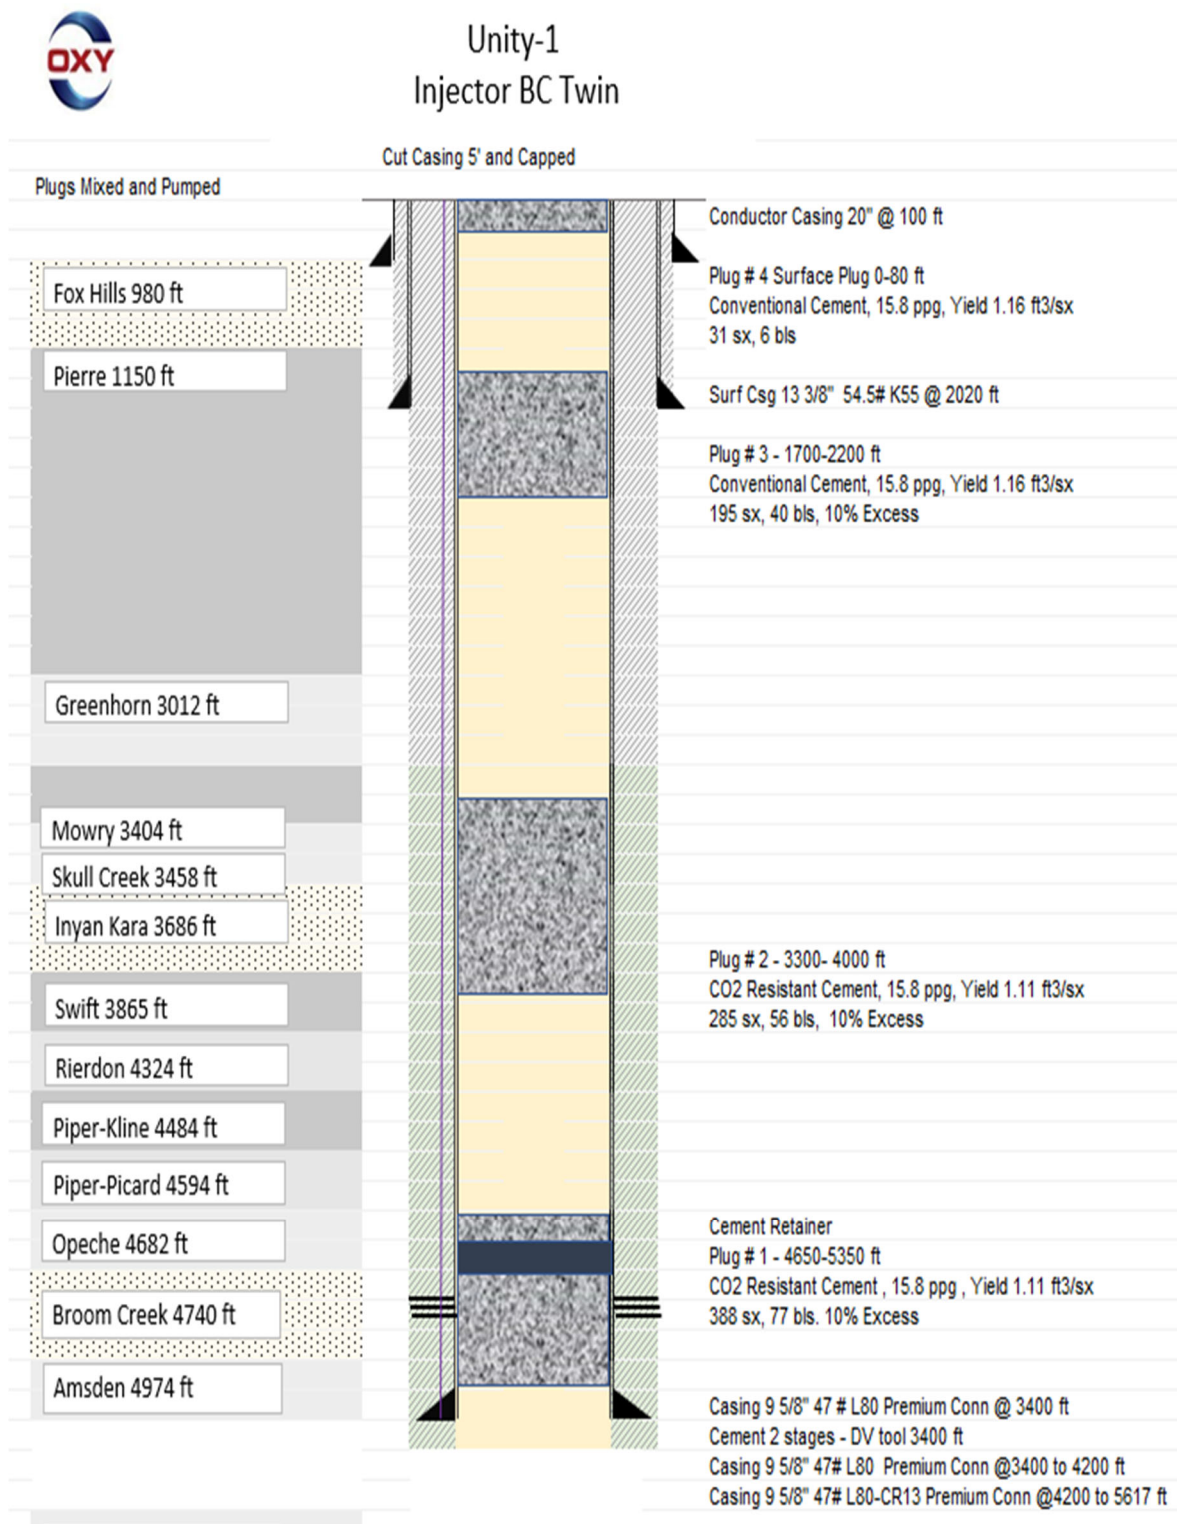 OXY
Unity-1
Injector BC Twin
Cut Casing 5' and Capped
Plugs Mixed and Pumped
Conductor Casing 20" @ 100 ft
Fox Hills 980 ft
Plug # 4 Surface Plug 0-80 ft
Conventional Cement, 15.8 ppg, Yield 1.16 ft3/sx
31 sx, 6 bls
Pierre 1150 ft
Surf Csg 13 3/8" 54.5# K55 @ 2020 ft
Plug # 3 - 1700-2200 ft
Conventional Cement, 15.8 ppg, Yield 1.16 ft3/sx
195 sx, 40 bls, 10% Excess
Greenhorn 3012 ft
Mowry 3404 ft
Skull Creek 3458 ft
Inyan Kara 3686 ft
Plug # 2 - 3300- 4000 ft
CO2 Resistant Cement, 15.8 ppg, Yield 1.11 ft3/sx
285 sx, 56 bls, 10% Excess
Swift 3865 ft
Rierdon 4324 ft
Piper-Kline 4484 ft
Piper-Picard 4594 ft
Opeche 4682 ft
Cement Retainer
Plug # 1 - 4650-5350 ft
CO2 Resistant Cement , 15.8 ppg , Yield 1.11 ft3/sx
388 sx, 77 bls. 10% Excess
Broom Creek 4740 ft
Amsden 4974 ft
Casing 9 5/8" 47 # L80 Premium Conn @ 3400 ft
Cement 2 stages - DV tool 3400 ft
Casing 9 5/8" 47# L80 Premium Conn @3400 to 4200 ft
Casing 9 5/8" 47# L80-CR13 Premium Conn @4200 to 5617 ft